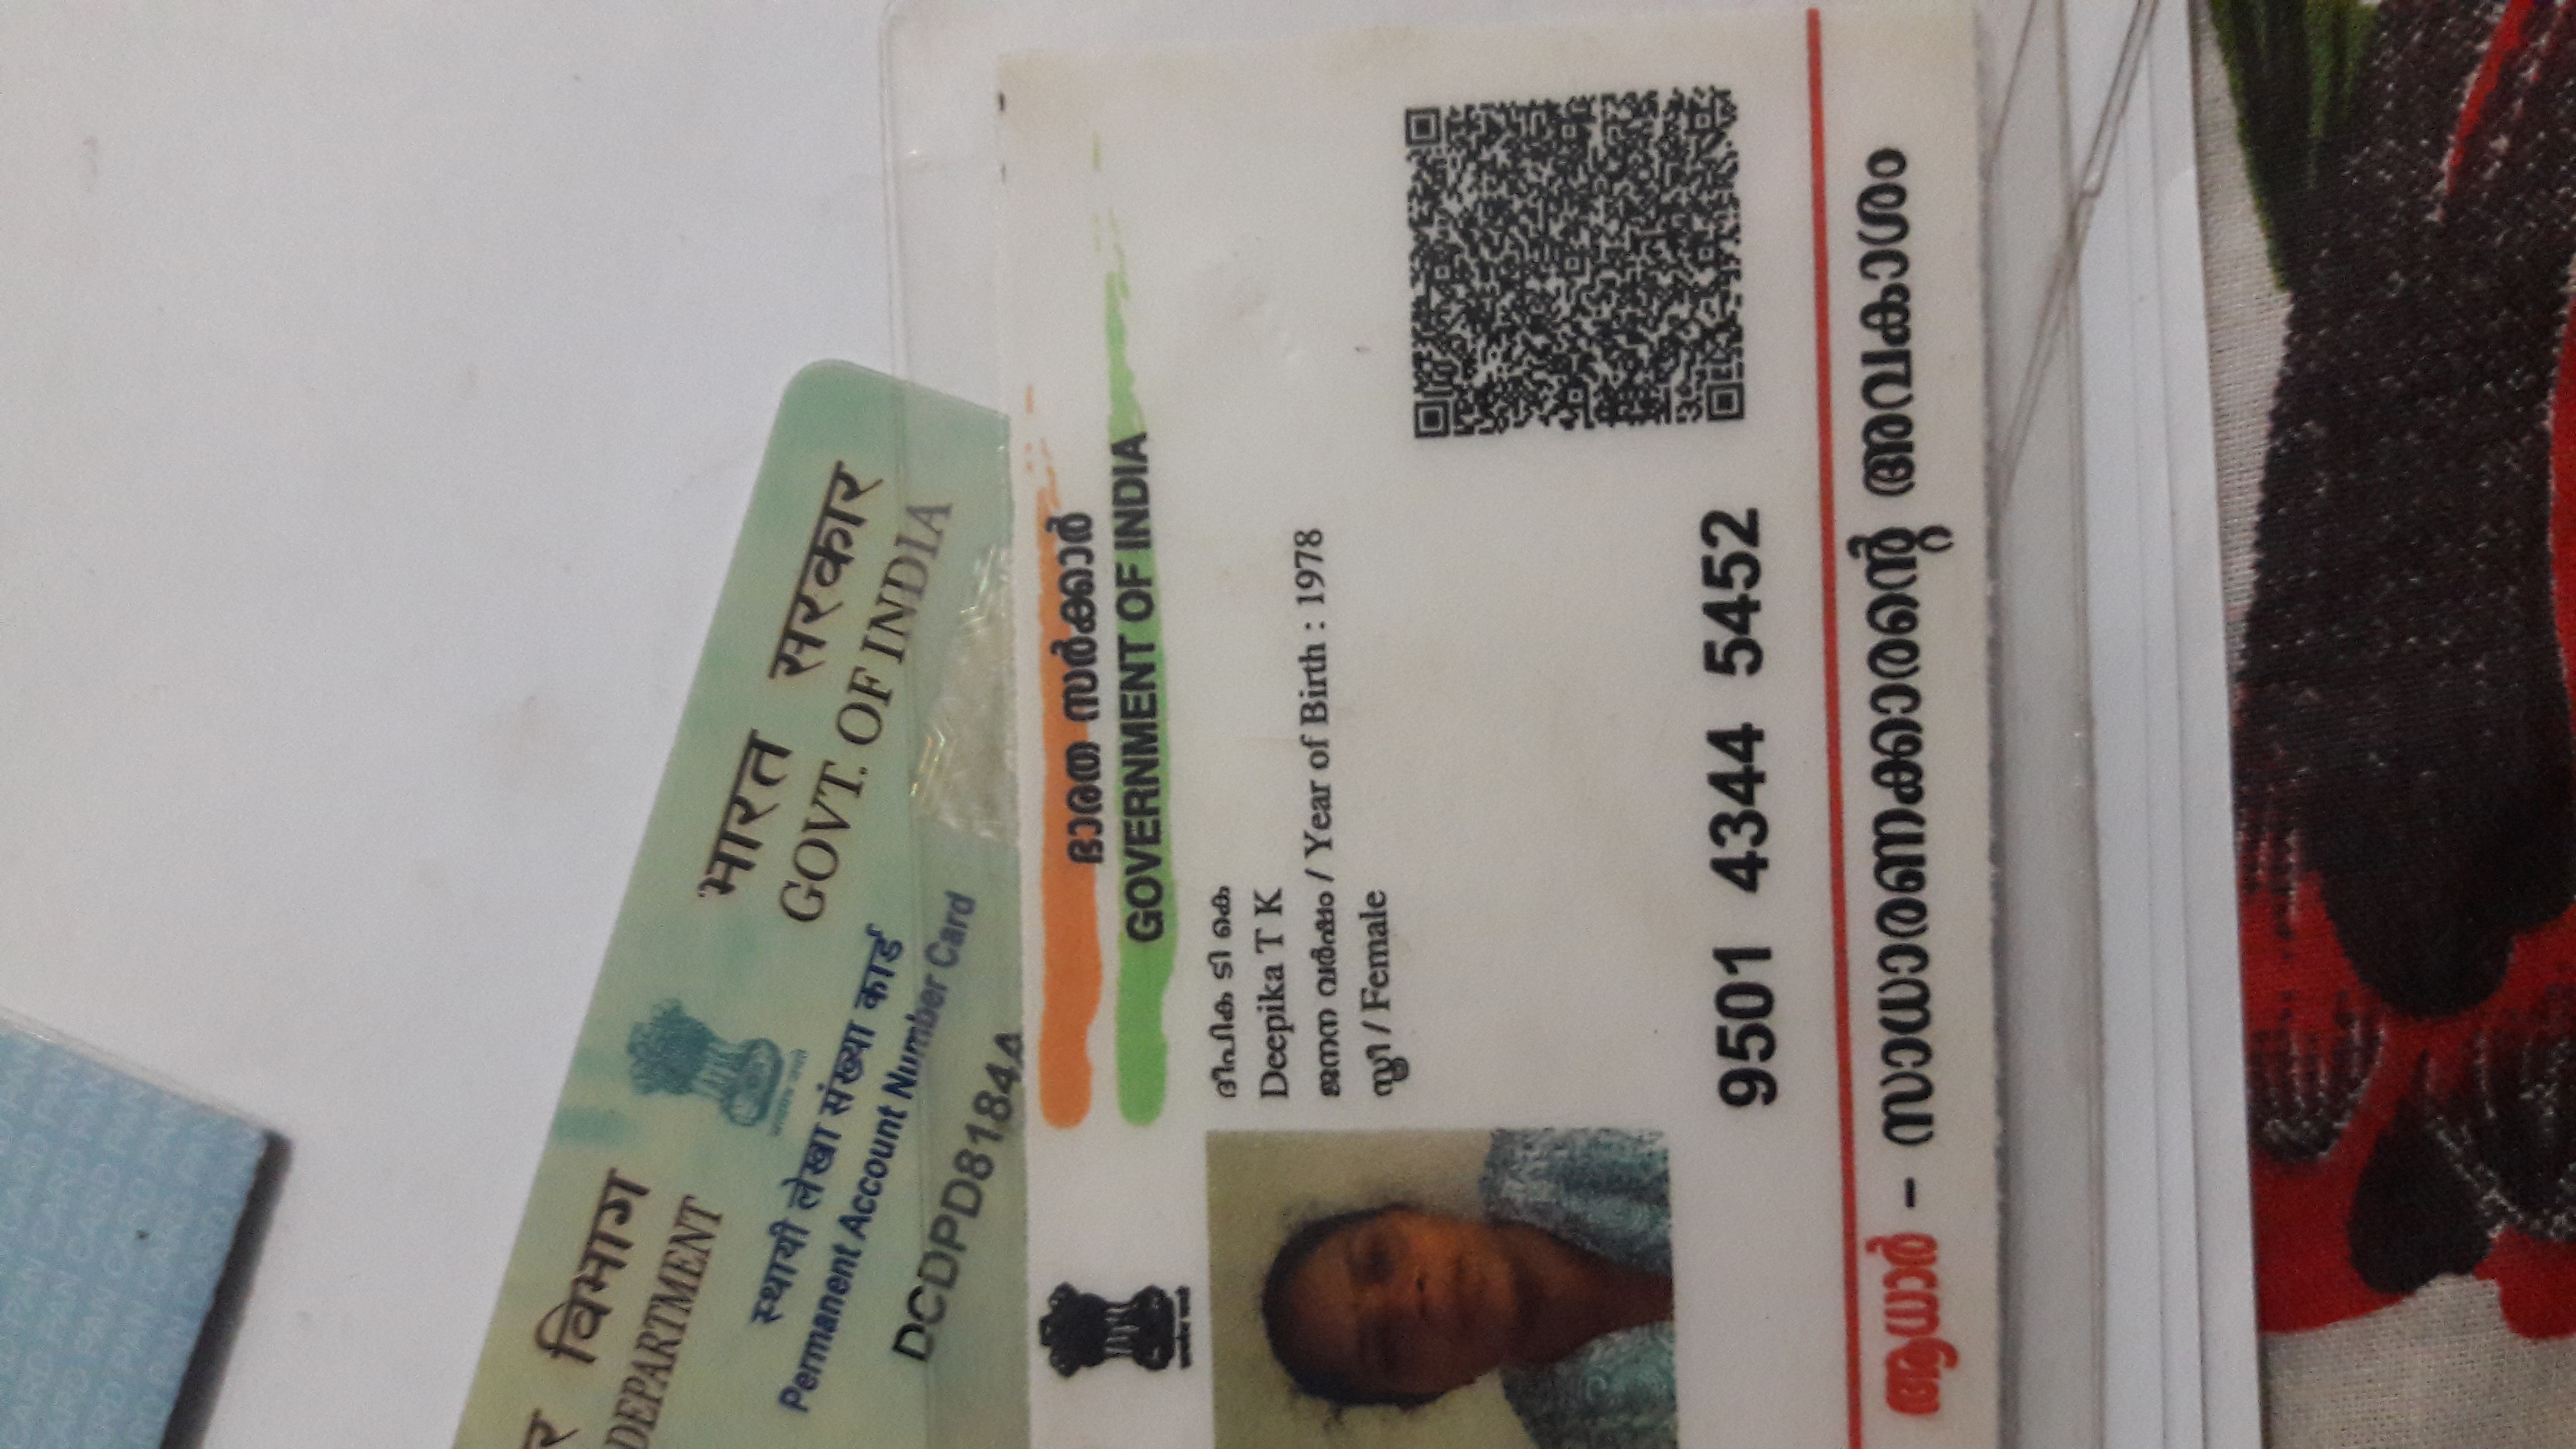 र विभाग
DEPARTMENT
भारत सरकार
GOVT. OF INDIA
स्थायी लेखा संख्या कार्ड
Permanent Account Number Card
DCDPD8184A
ഭാരത സർക്കാർ
GOVERNMENT OF INDIA
ദീപിക ടി കെ
Deepika T K
ജനന വർഷം / Year of Birth : 1978
സ്ത്രീ / Female
9501 4344 5452
ആധാർ – സാധാരണക്കാരന്റെ അവകാശം